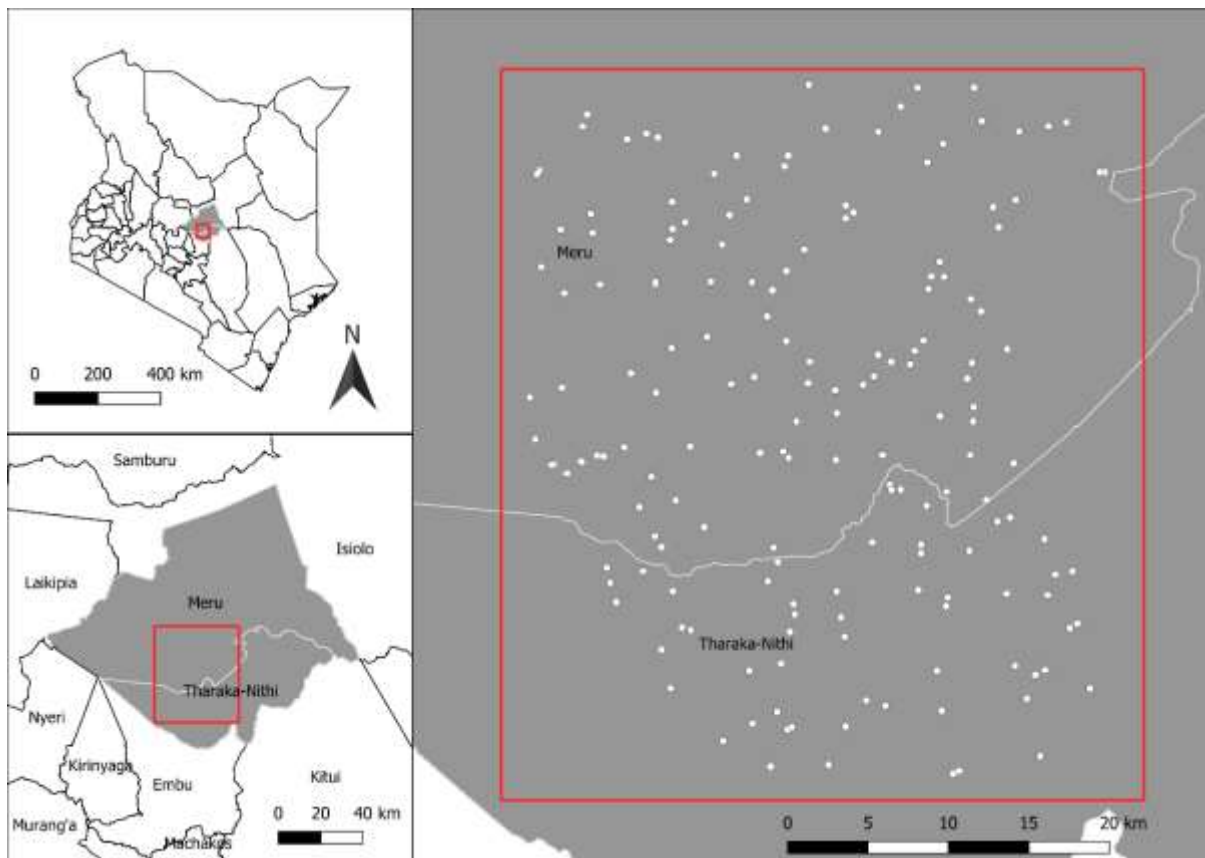 N
0 200 400 km
Samburu
Isiolo
Laikipia
Meru
Tharaka-Nithi
Nyeri
Kirinyaga
Embu
Kitui
Murang'a
Machakos
0 20 40 km
Meru
Tharaka-Nithi
0 5 10 15 20 km